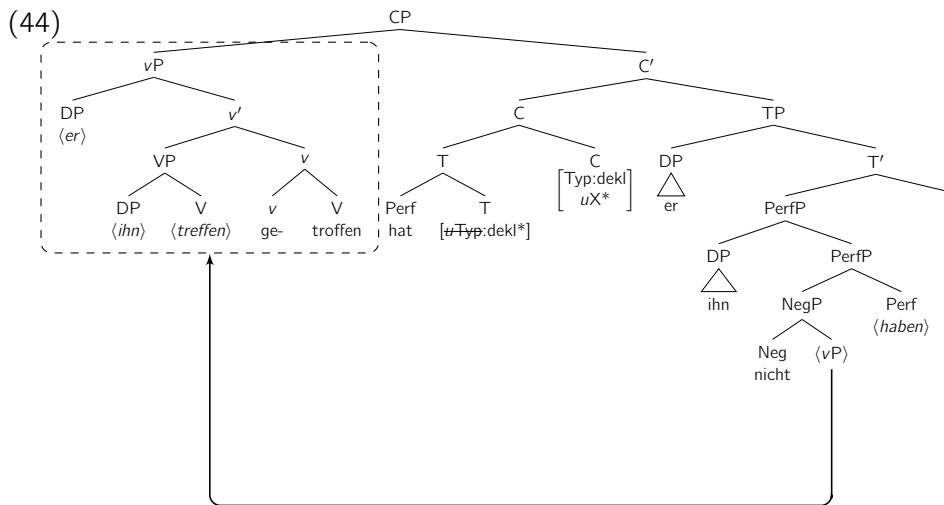 (44)
CP
vP C′
DP v′ C TP
⟨er⟩
VP v T C DP T′
[Typ:dekl
uX*]
er
DP V v V Perf T PerfP
⟨ihn⟩ ⟨treffen⟩ ge- troffen hat [u̶T̶y̶p̶:dekl*]
DP PerfP
ihn NegP Perf
⟨haben⟩
Neg ⟨vP⟩
nicht